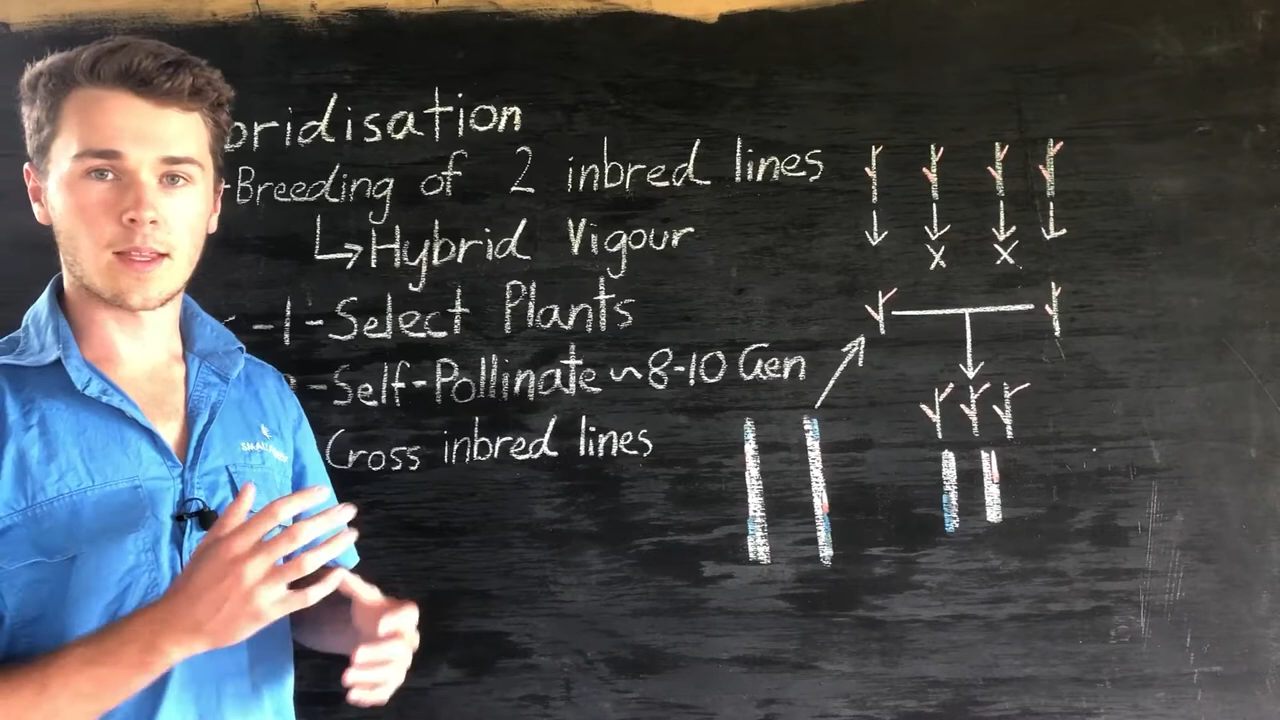 bridisation
-Breeding of 2 inbred lines
↳Hybrid Vigour
-1-Select Plants
-Self-Pollinate ~8-10 Gen
Cross inbred lines
x x
SMALL